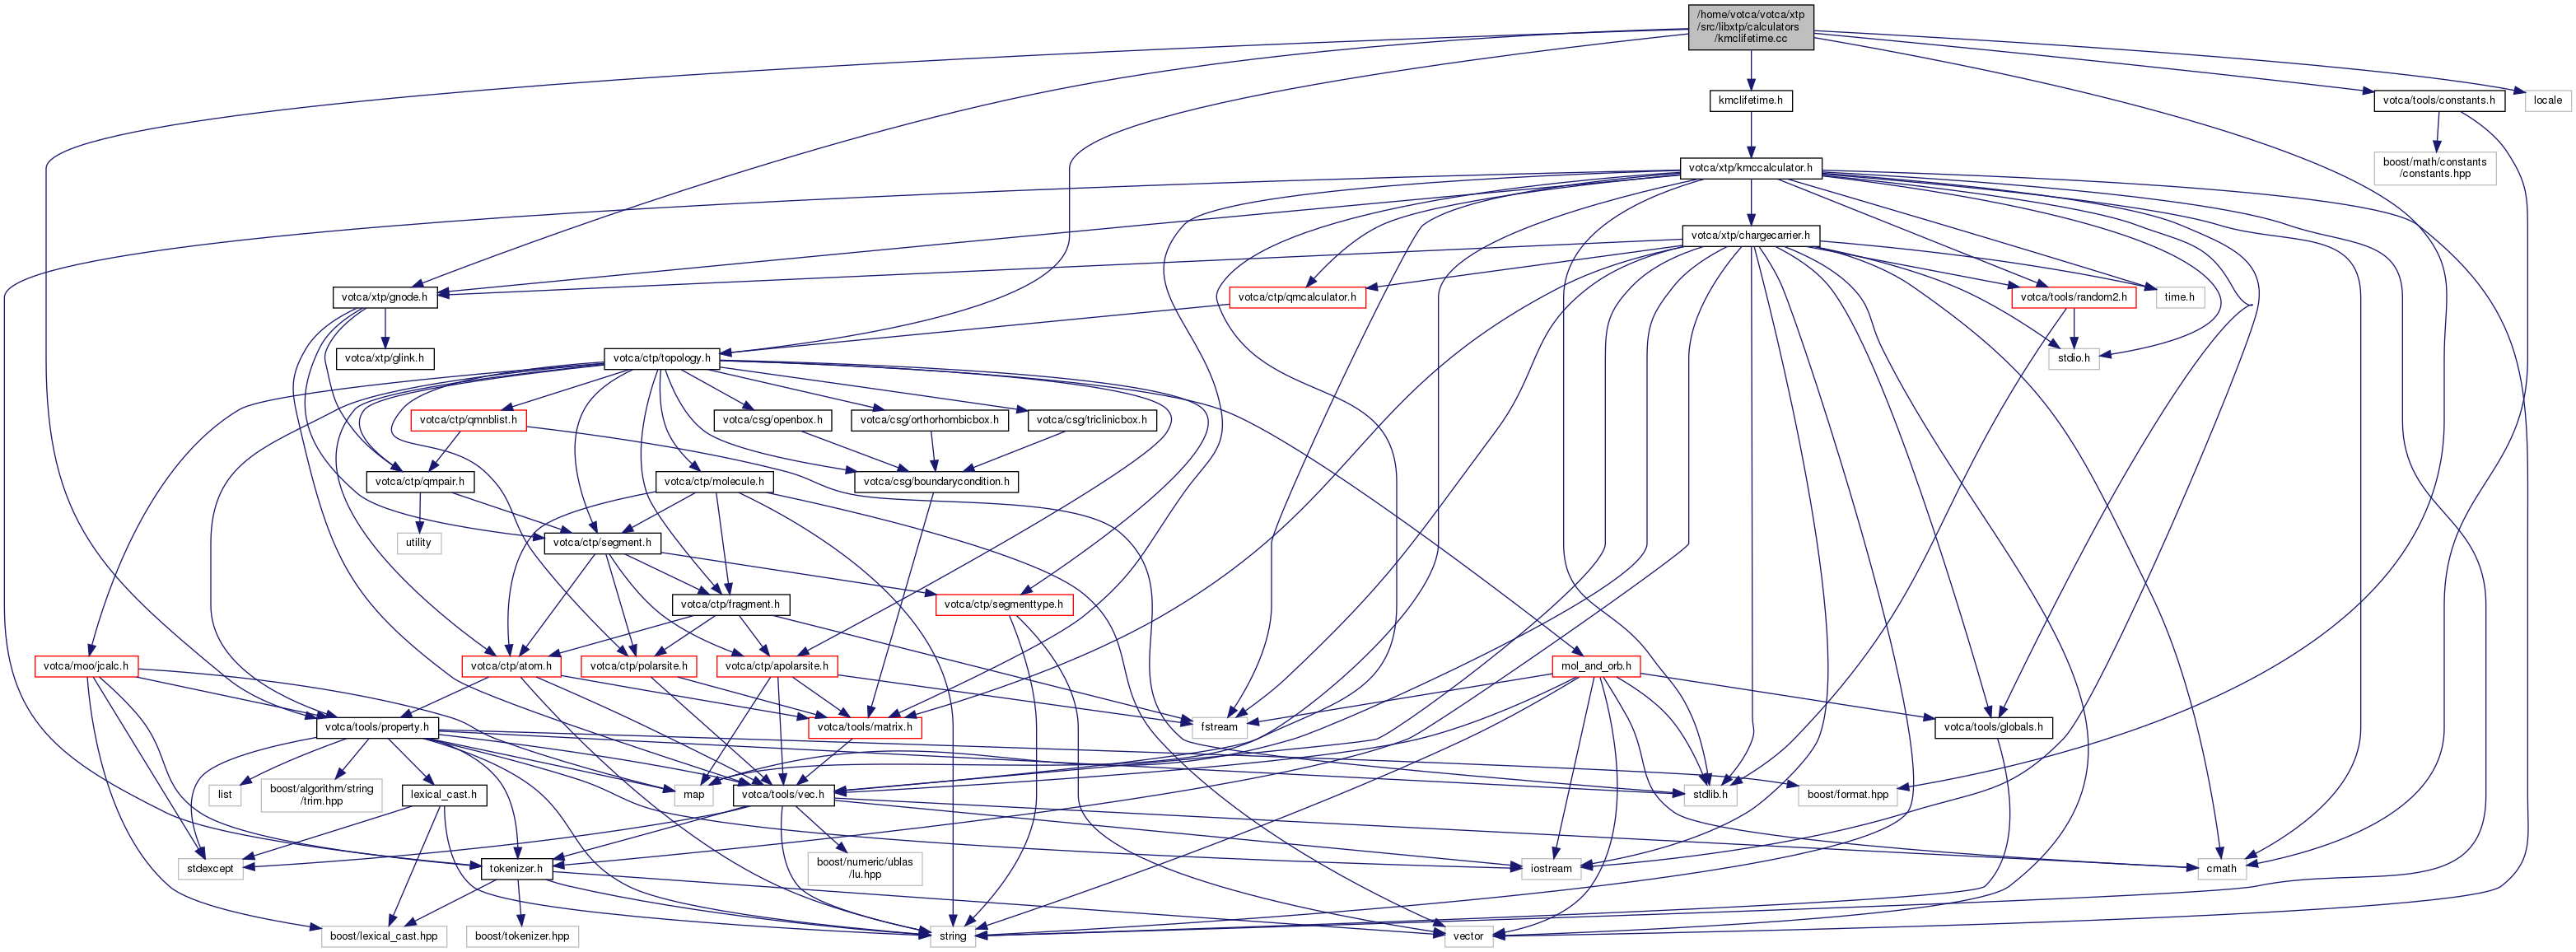 /home/votca/votca/xtp
/src/libxtp/calculators
/kmclifetime.cc
kmclifetime.h
votca/tools/constants.h
locale
boost/math/constants
/constants.hpp
votca/xtp/kmccalculator.h
votca/xtp/chargecarrier.h
votca/xtp/gnode.h
votca/ctp/qmcalculator.h
votca/tools/random2.h
time.h
votca/xtp/glink.h
votca/ctp/topology.h
stdio.h
votca/ctp/qmnblist.h
votca/csg/openbox.h
votca/csg/orthorhombicbox.h
votca/csg/triclinicbox.h
votca/ctp/qmpair.h
votca/ctp/molecule.h
votca/csg/boundarycondition.h
utility
votca/ctp/segment.h
votca/ctp/fragment.h
votca/ctp/segmenttype.h
votca/moo/jcalc.h
votca/ctp/atom.h
votca/ctp/polarsite.h
votca/ctp/apolarsite.h
mol_and_orb.h
votca/tools/property.h
votca/tools/matrix.h
fstream
votca/tools/globals.h
list
boost/algorithm/string
/trim.hpp
lexical_cast.h
map
votca/tools/vec.h
stdlib.h
boost/format.hpp
stdexcept
tokenizer.h
boost/numeric/ublas
/lu.hpp
iostream
cmath
boost/lexical_cast.hpp
boost/tokenizer.hpp
string
vector